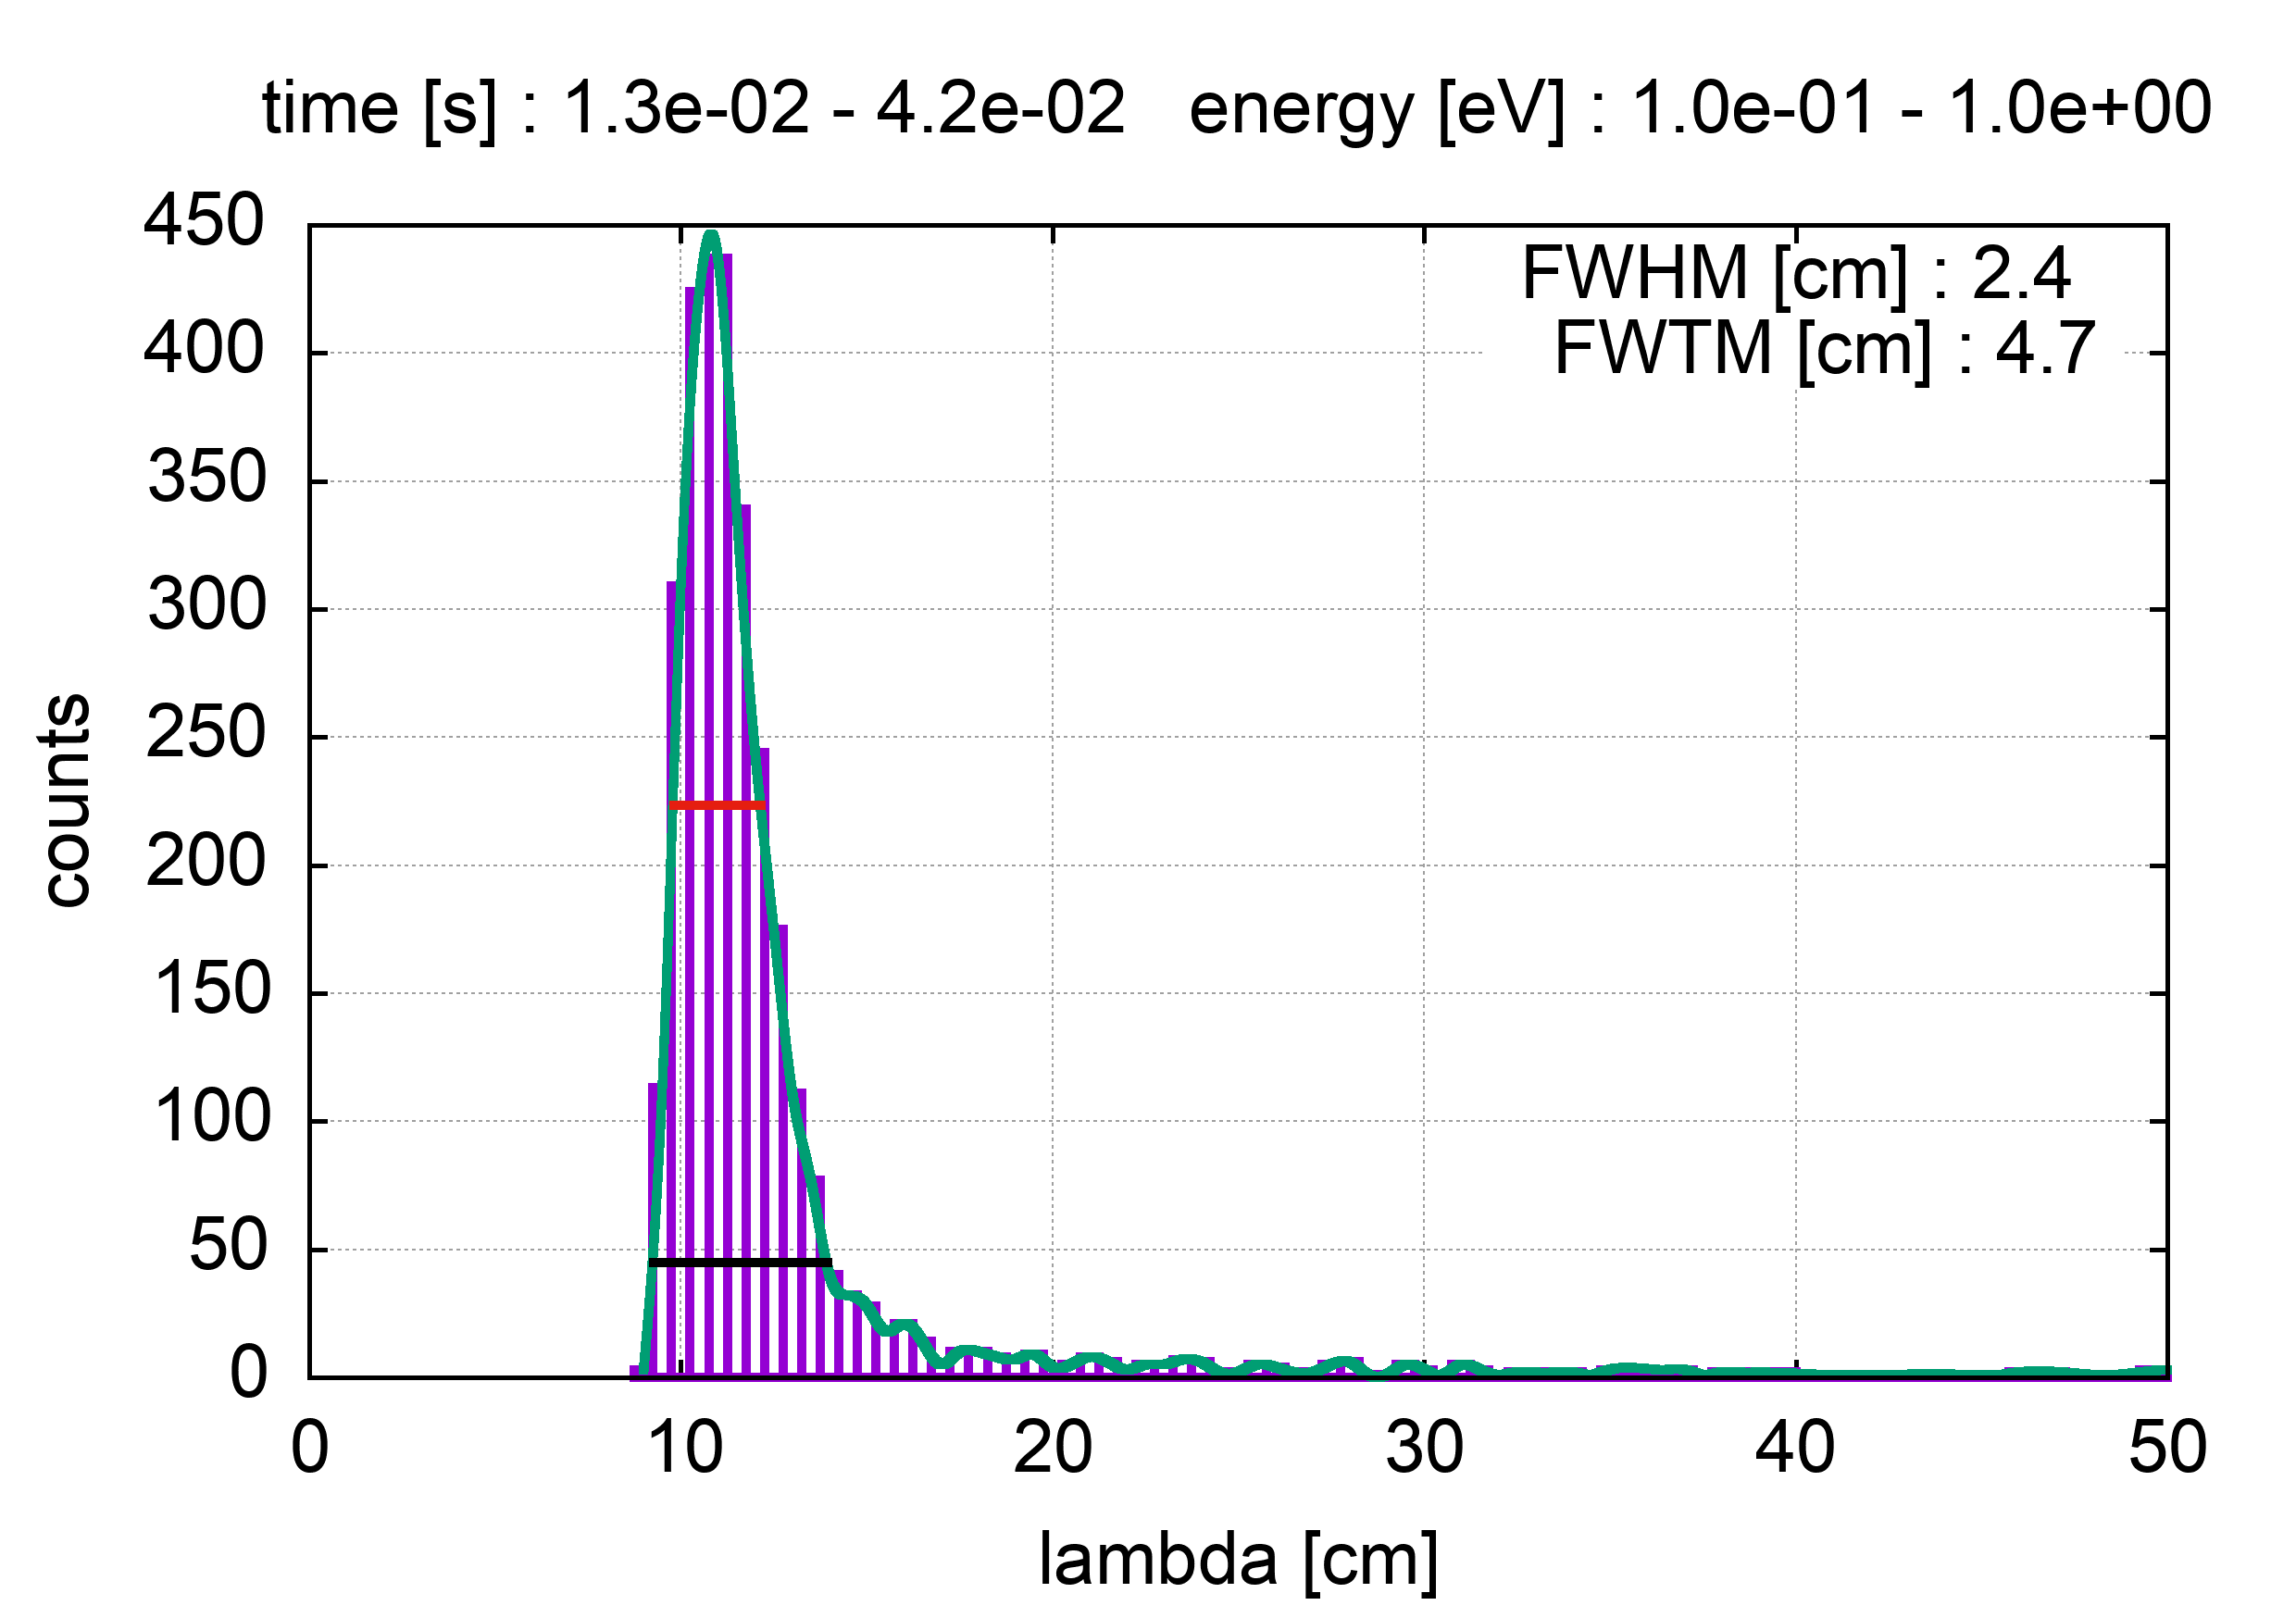 time [s] : 1.3e-02 - 4.2e-02   energy [eV] : 1.0e-01 - 1.0e+00
FWHM [cm] : 2.4
FWTM [cm] : 4.7
450
400
350
300
250
200
150
100
50
0
counts
0 10 20 30 40 50
lambda [cm]